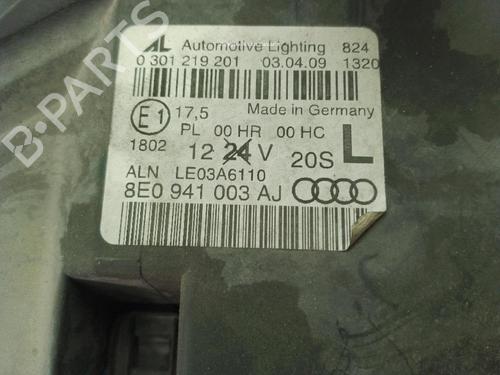 AL Automotive Lighting 824
0 301 219 201 03.04.09 1320
E1 17,5 Made in Germany
PL 00 HR 00 HC
1802 12 24 V 20S L
ALN LE03A6110
8E0 941 003 AJ
B-PARTS